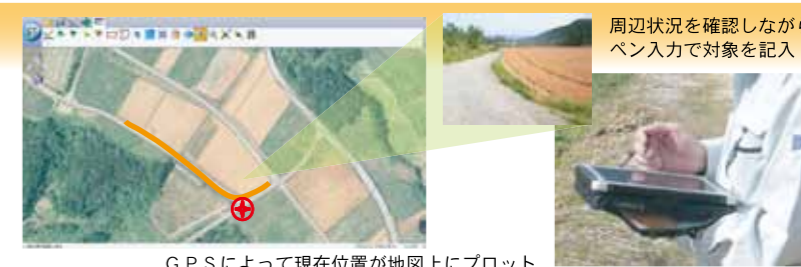 周辺状況を確認しながら
ペン入力で対象を記入
ＧＰＳによって現在位置が地図上にプロット